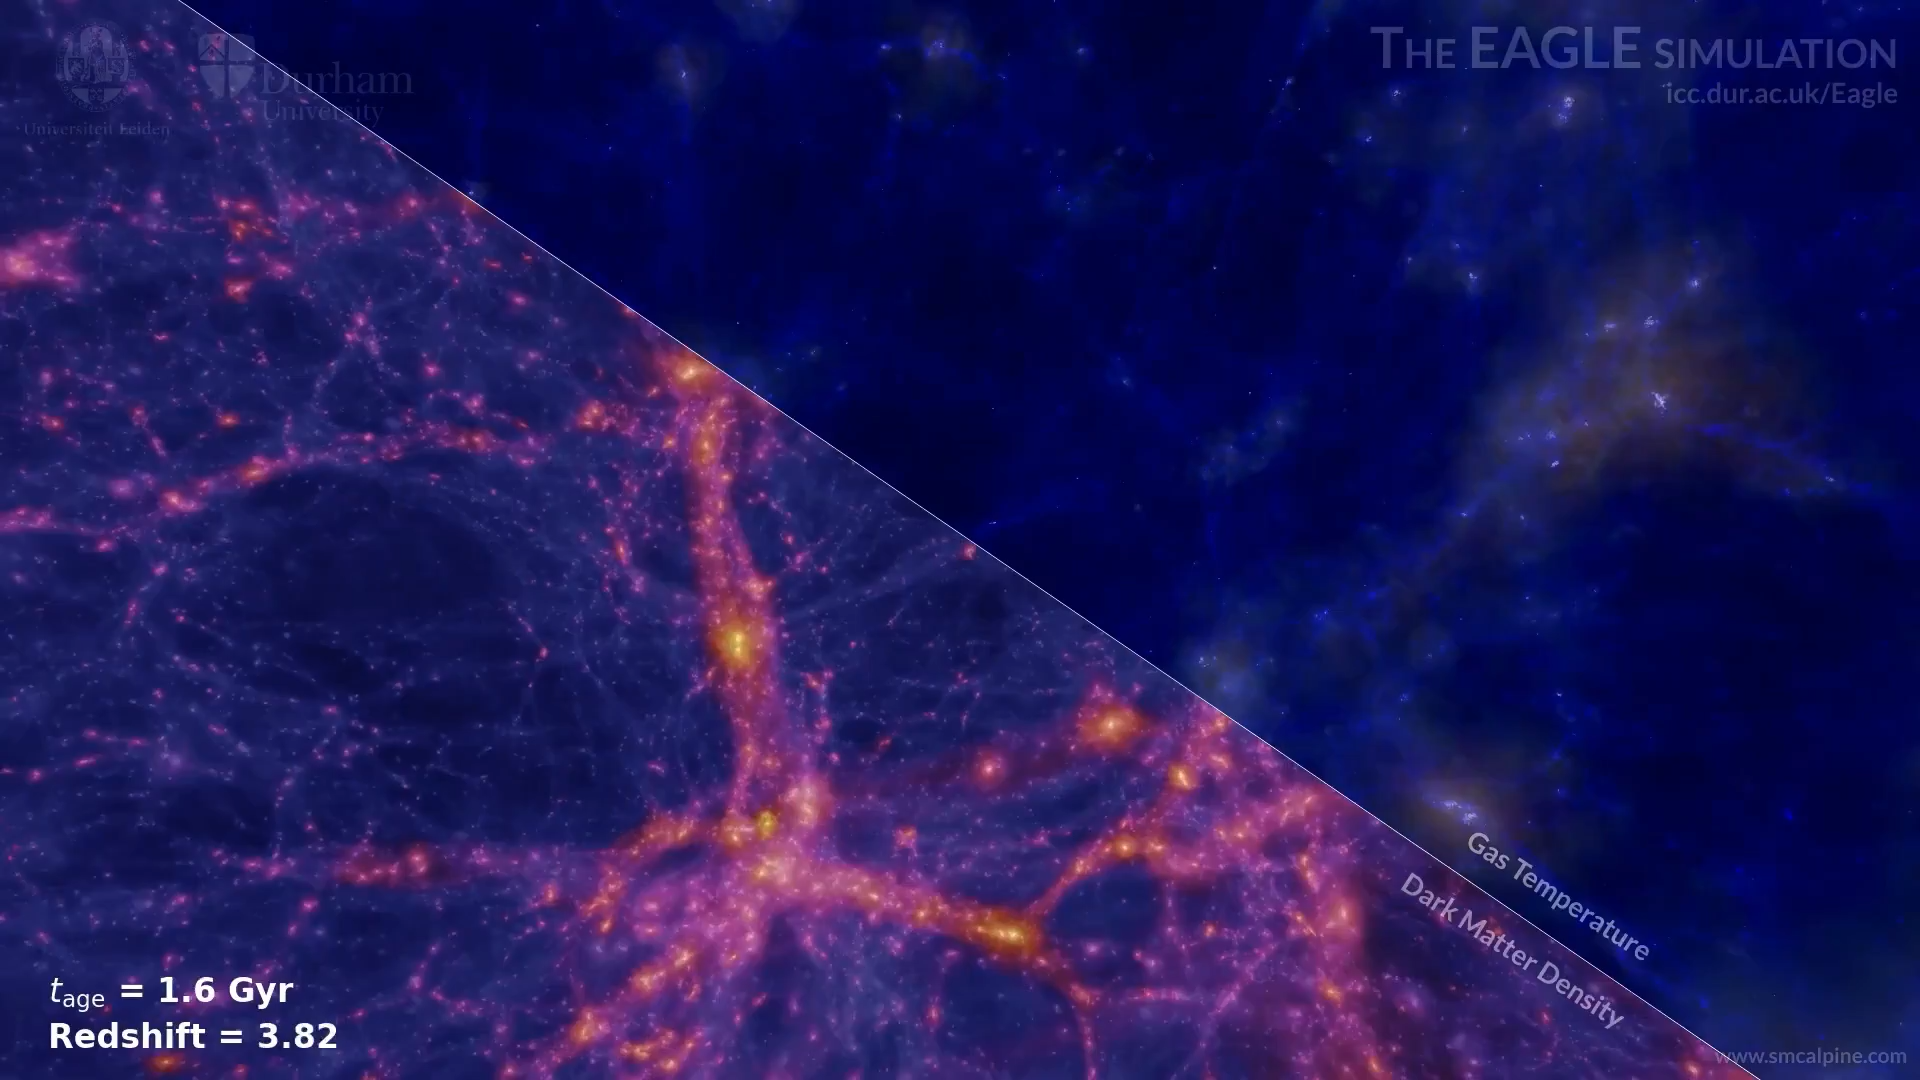 Universiteit Leiden
Durham
University
THE EAGLE SIMULATION
icc.dur.ac.uk/Eagle
Gas Temperature
Dark Matter Density
tage = 1.6 Gyr
Redshift = 3.82
www.smcalpine.com